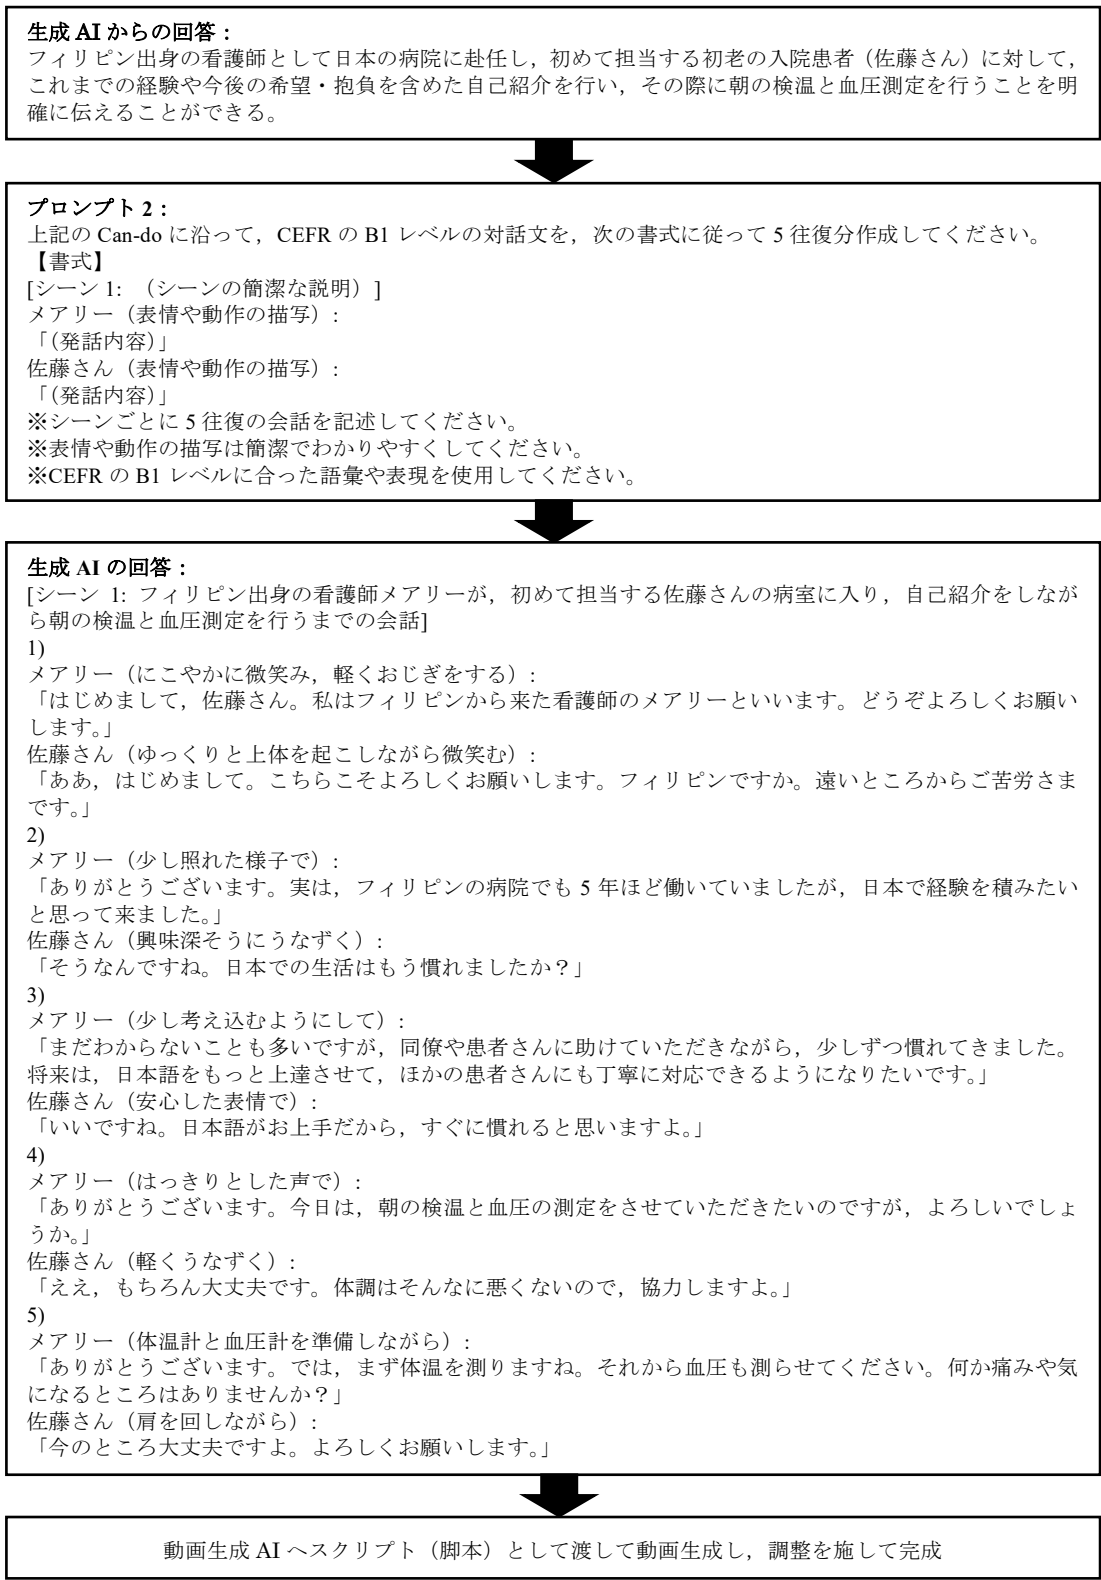 生成 AI からの回答：
フィリピン出身の看護師として日本の病院に赴任し，初めて担当する初老の入院患者（佐藤さん）に対して，
これまでの経験や今後の希望・抱負を含めた自己紹介を行い，その際に朝の検温と血圧測定を行うことを明
確に伝えることができる。
プロンプト 2：
上記の Can-do に沿って，CEFR の B1 レベルの対話文を，次の書式に従って 5 往復分作成してください。
【書式】
[シーン 1: （シーンの簡潔な説明）]
メアリー（表情や動作の描写）:
「（発話内容）」
佐藤さん（表情や動作の描写）:
「（発話内容）」
※シーンごとに 5 往復の会話を記述してください。
※表情や動作の描写は簡潔でわかりやすくしてください。
※CEFR の B1 レベルに合った語彙や表現を使用してください。
生成 AI の回答：
[シーン 1: フィリピン出身の看護師メアリーが，初めて担当する佐藤さんの病室に入り，自己紹介をしなが
ら朝の検温と血圧測定を行うまでの会話]
1)
メアリー（にこやかに微笑み，軽くおじぎをする）:
「はじめまして，佐藤さん。私はフィリピンから来た看護師のメアリーといいます。どうぞよろしくお願い
します。」
佐藤さん（ゆっくりと上体を起こしながら微笑む）:
「ああ，はじめまして。こちらこそよろしくお願いします。フィリピンですか。遠いところからご苦労さま
です。」
2)
メアリー（少し照れた様子で）:
「ありがとうございます。実は，フィリピンの病院でも 5 年ほど働いていましたが，日本で経験を積みたい
と思って来ました。」
佐藤さん（興味深そうにうなずく）:
「そうなんですね。日本での生活はもう慣れましたか？」
3)
メアリー（少し考え込むようにして）:
「まだわからないことも多いですが，同僚や患者さんに助けていただきながら，少しずつ慣れてきました。
将来は，日本語をもっと上達させて，ほかの患者さんにも丁寧に対応できるようになりたいです。」
佐藤さん（安心した表情で）:
「いいですね。日本語がお上手だから，すぐに慣れると思いますよ。」
4)
メアリー（はっきりとした声で）:
「ありがとうございます。今日は，朝の検温と血圧の測定をさせていただきたいのですが，よろしいでしょ
うか。」
佐藤さん（軽くうなずく）:
「ええ，もちろん大丈夫です。体調はそんなに悪くないので，協力しますよ。」
5)
メアリー（体温計と血圧計を準備しながら）:
「ありがとうございます。では，まず体温を測りますね。それから血圧も測らせてください。何か痛みや気
になるところはありませんか？」
佐藤さん（肩を回しながら）:
「今のところ大丈夫ですよ。よろしくお願いします。」
動画生成 AI へスクリプト（脚本）として渡して動画生成し，調整を施して完成